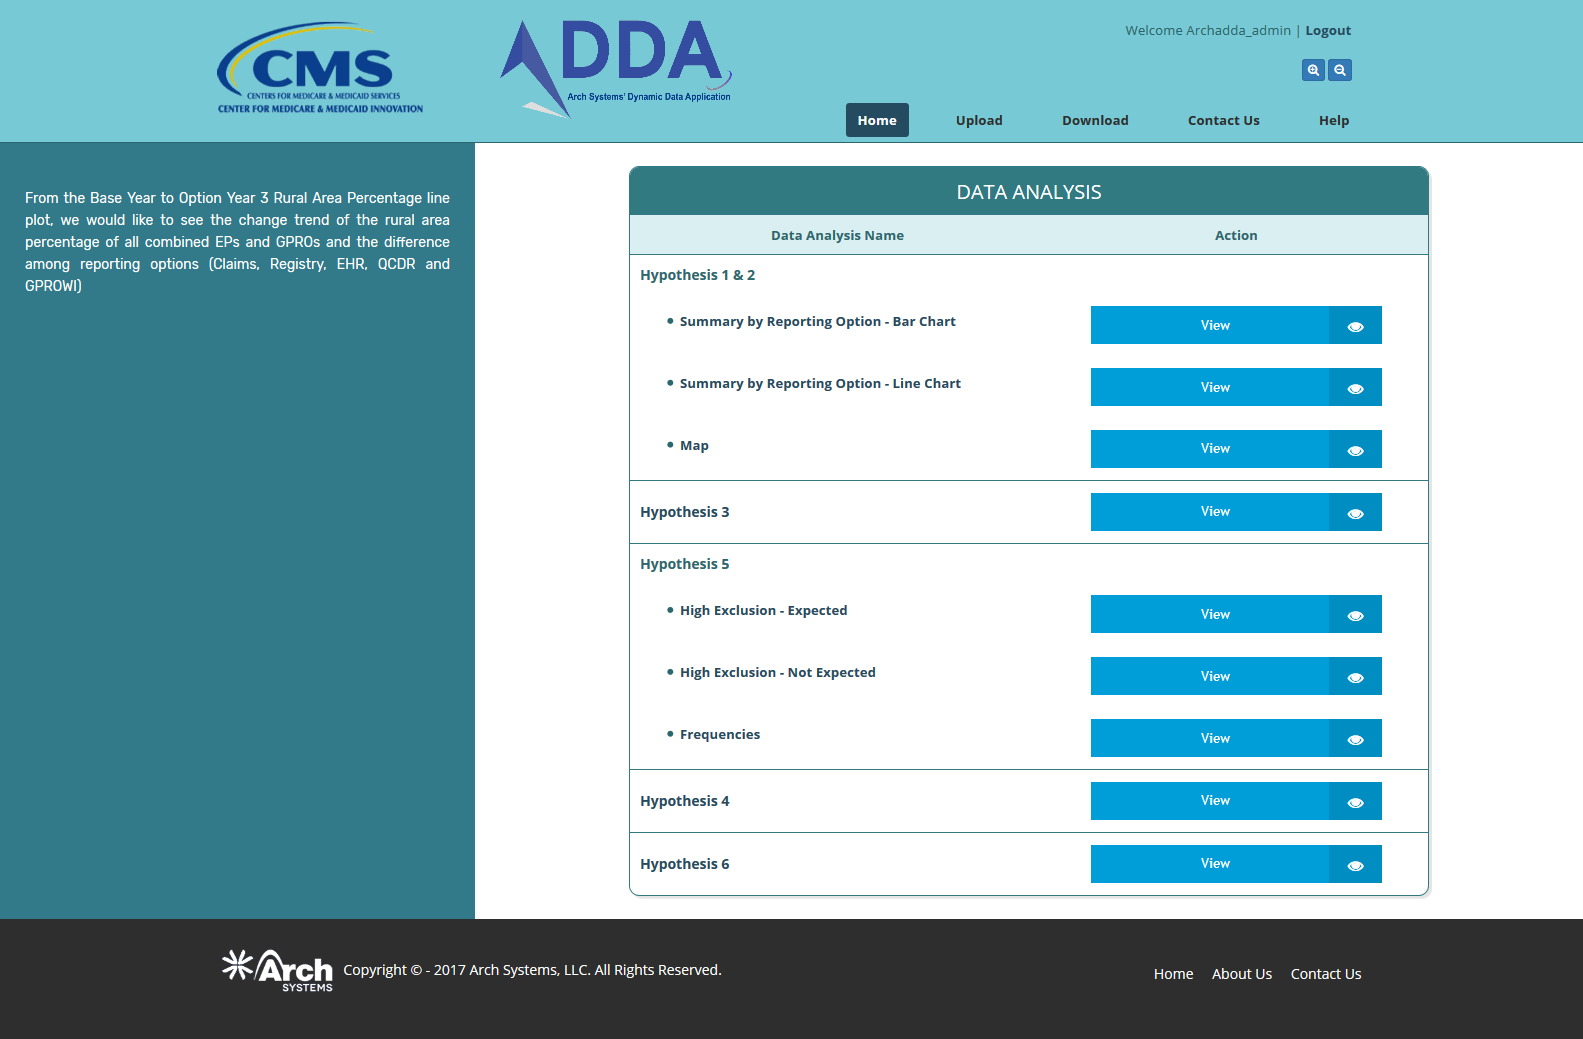 CMS
CENTERS FOR MEDICARE & MEDICAID SERVICES
CENTER FOR MEDICARE & MEDICAID INNOVATION
ADDA
Arch Systems' Dynamic Data Application
Welcome Archadda_admin | Logout
Home Upload Download Contact Us Help
From the Base Year to Option Year 3 Rural Area Percentage line
plot, we would like to see the change trend of the rural area
percentage of all combined EPs and GPROs and the difference
among reporting options (Claims, Registry, EHR, QCDR and
GPROWI)
DATA ANALYSIS
Data Analysis Name Action
Hypothesis 1 & 2
• Summary by Reporting Option - Bar Chart View
• Summary by Reporting Option - Line Chart View
• Map View
Hypothesis 3 View
Hypothesis 5
• High Exclusion - Expected View
• High Exclusion - Not Expected View
• Frequencies View
Hypothesis 4 View
Hypothesis 6 View
Arch
SYSTEMS
Copyright © - 2017 Arch Systems, LLC. All Rights Reserved.
Home About Us Contact Us